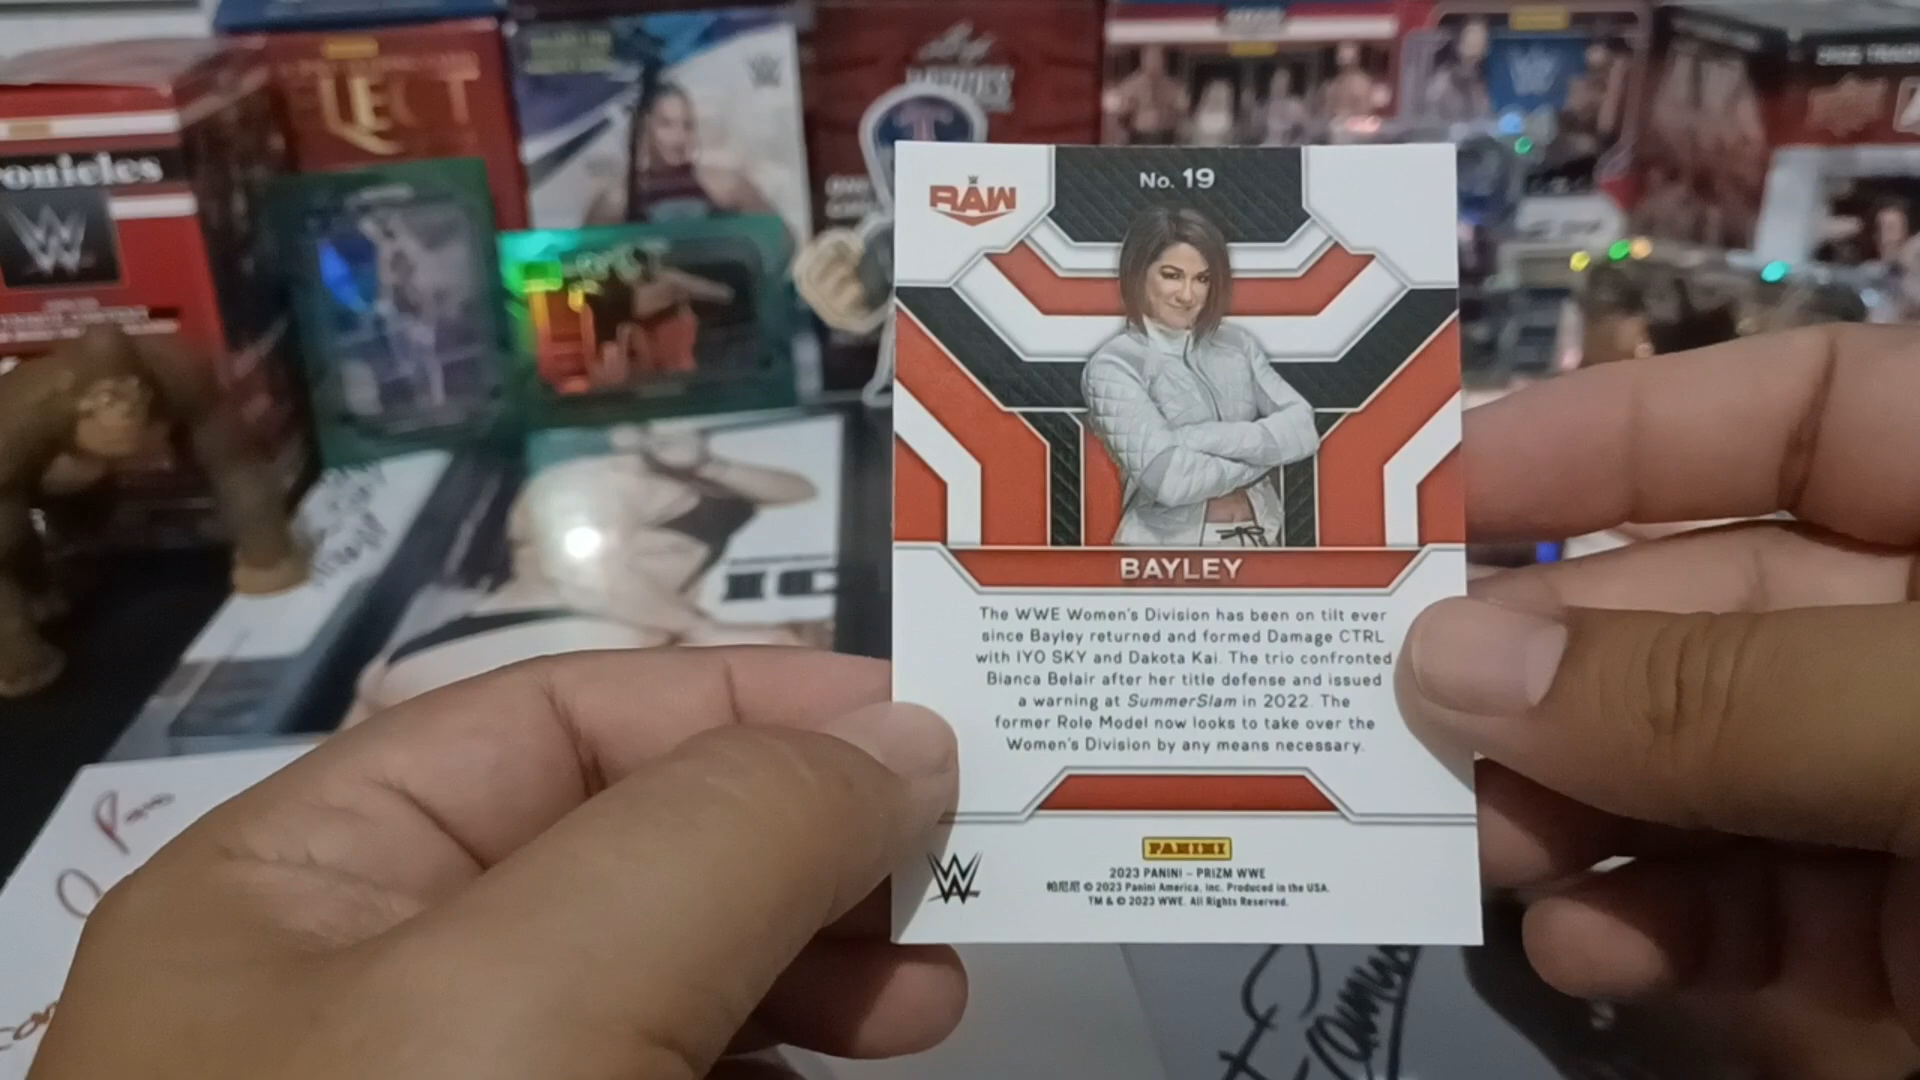 LECT
onicles
W
RAW
No. 19
BAYLEY
The WWE Women's Division has been on tilt ever
since Bayley returned and formed Damage CTRL
with IYO SKY and Dakota Kai. The trio confronted
Bianca Belair after her title defense and issued
a warning at SummerSlam in 2022. The
former Role Model now looks to take over the
Women's Division by any means necessary.
PANINI
W
2023 PANINI – PRIZM WWE
帕尼尼 © 2023 Panini America, Inc. Produced in the USA.
TM & © 2023 WWE. All Rights Reserved.